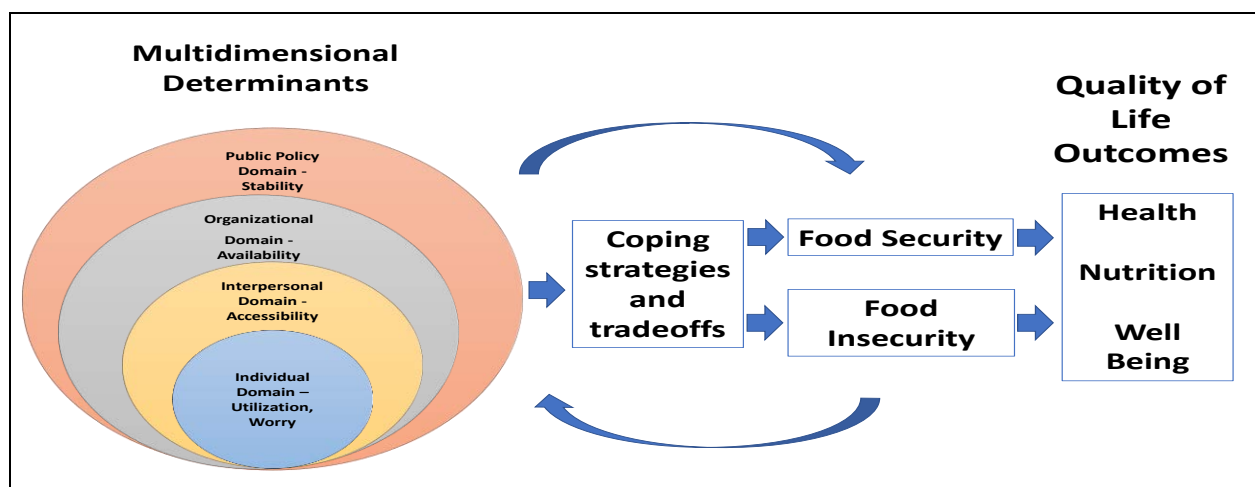 Multidimensional
Determinants
Public Policy
Domain -
Stability
Organizational
Domain -
Availability
Interpersonal
Domain -
Accessibility
Individual
Domain –
Utilization,
Worry
Coping
strategies
and
tradeoffs
Food Security
Food
Insecurity
Quality of
Life
Outcomes
Health
Nutrition
Well
Being